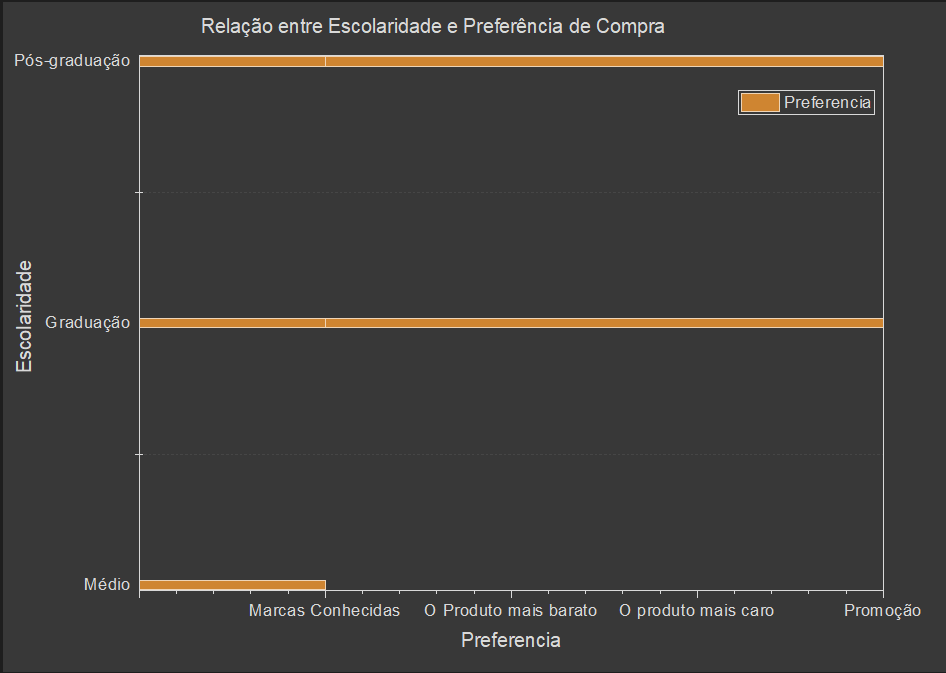 Relação entre Escolaridade e Preferência de Compra
Pós-graduação
Preferencia
Escolaridade
Graduação
Médio
Marcas Conhecidas
O Produto mais barato
O produto mais caro
Promoção
Preferencia